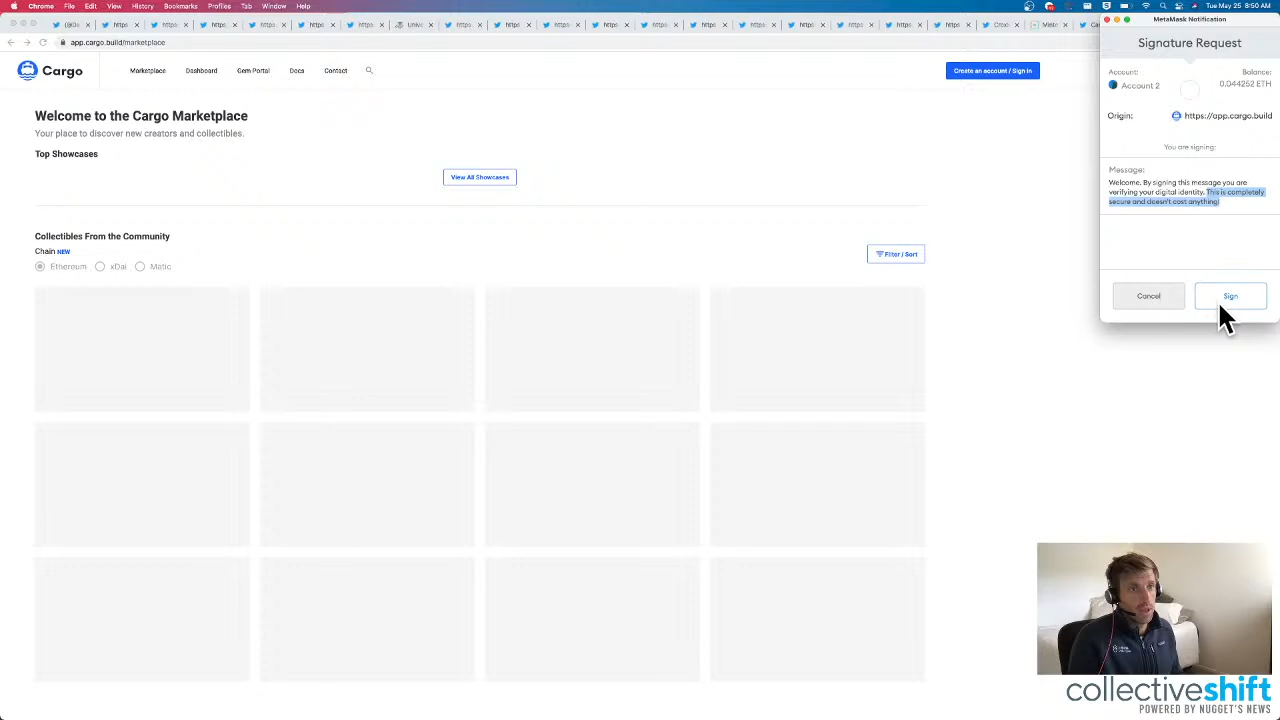 Chrome File Edit View History Bookmarks Profiles Tab Window Help
Tue May 25 8:50 AM
app.cargo.build/marketplace
Cargo
Marketplace Dashboard Gem Portal Docs Contact
Create an account / Sign in
Welcome to the Cargo Marketplace
Your place to discover new creators and collectibles.
Top Showcases
View All Showcases
Collectibles From the Community
Chain NEW
Ethereum xDai Matic
Filter / Sort
MetaMask Notification
Signature Request
Account: Balance:
Account 2 0.044252 ETH
Origin: https://app.cargo.build
You are signing:
Message:
Welcome. By signing this message you are
verifying your digital identity. This is completely
secure and doesn't cost anything!
Cancel Sign
collectiveshift
POWERED BY NUGGET'S NEWS